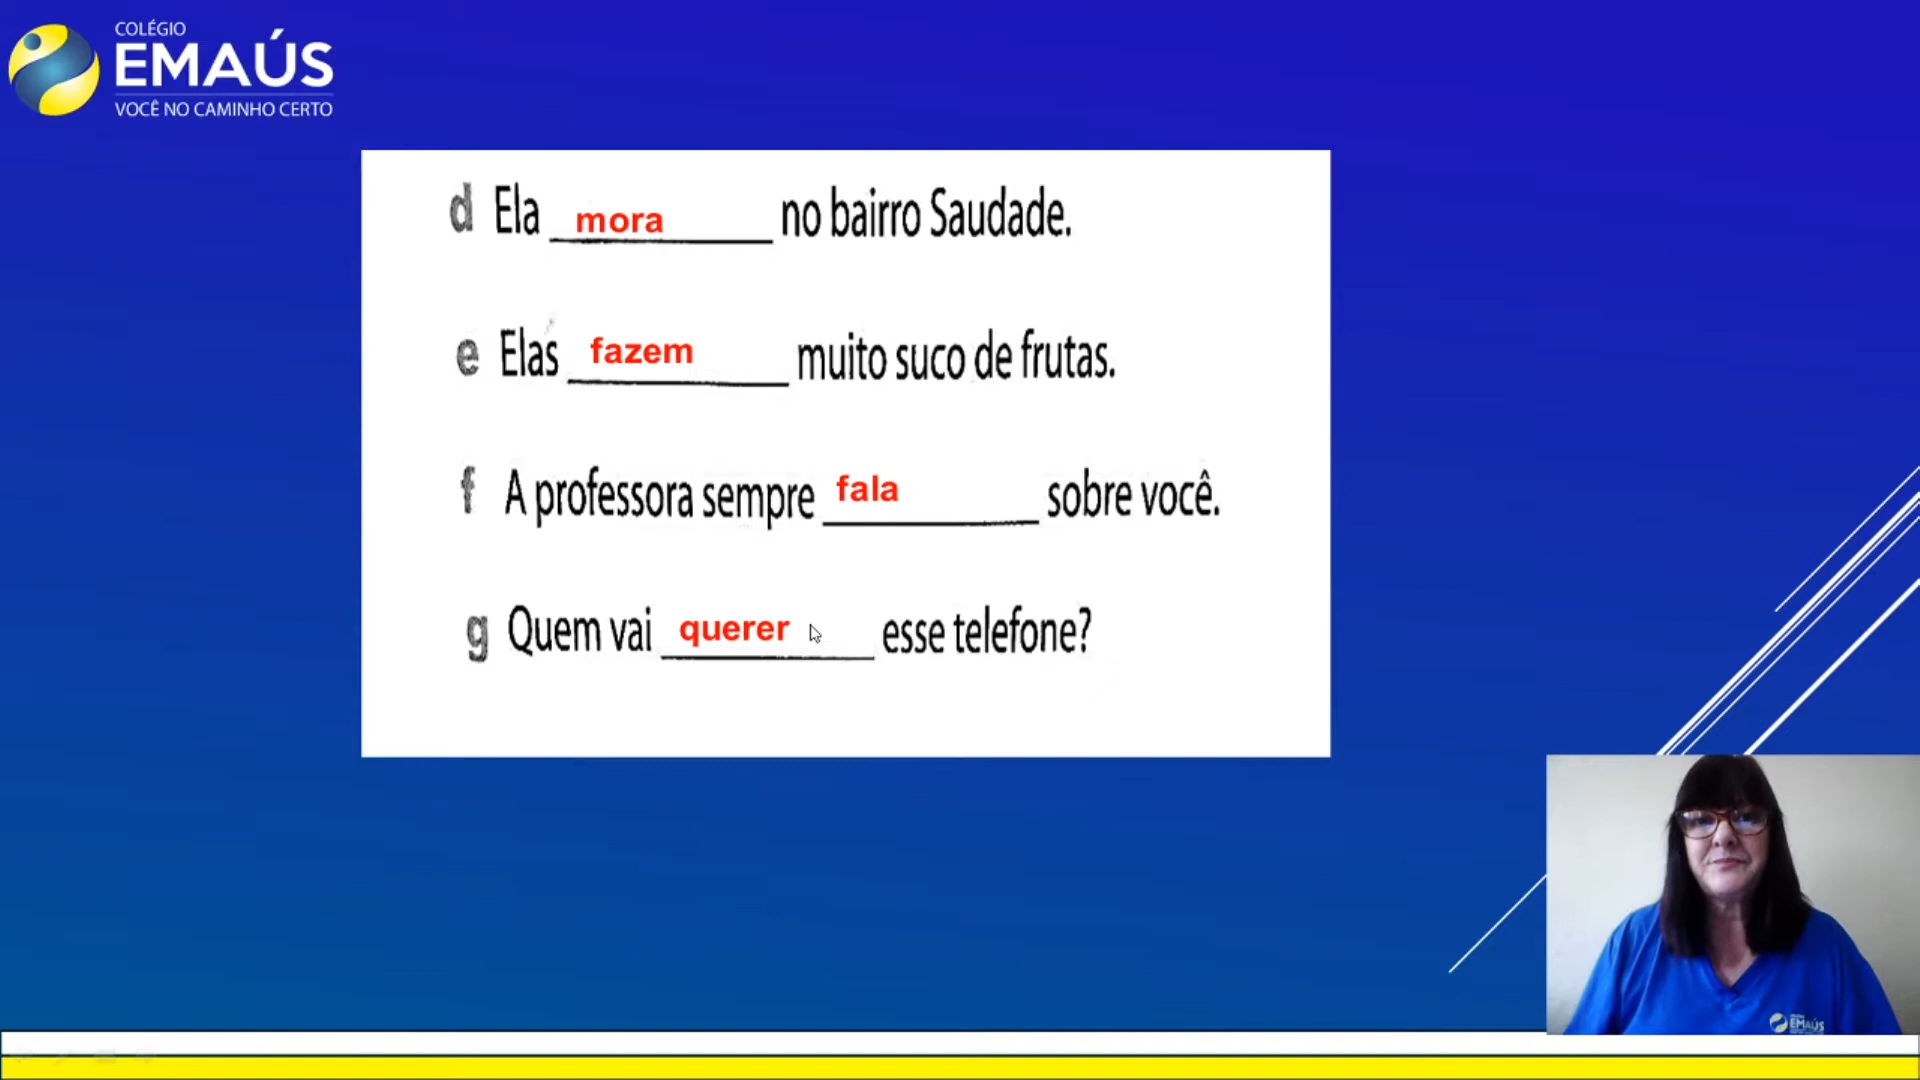 COLÉGIO
EMAÚS
VOCÊ NO CAMINHO CERTO
d Ela mora no bairro Saudade.
e Elas fazem muito suco de frutas.
f A professora sempre fala sobre você.
g Quem vai querer esse telefone?
EMAÚS